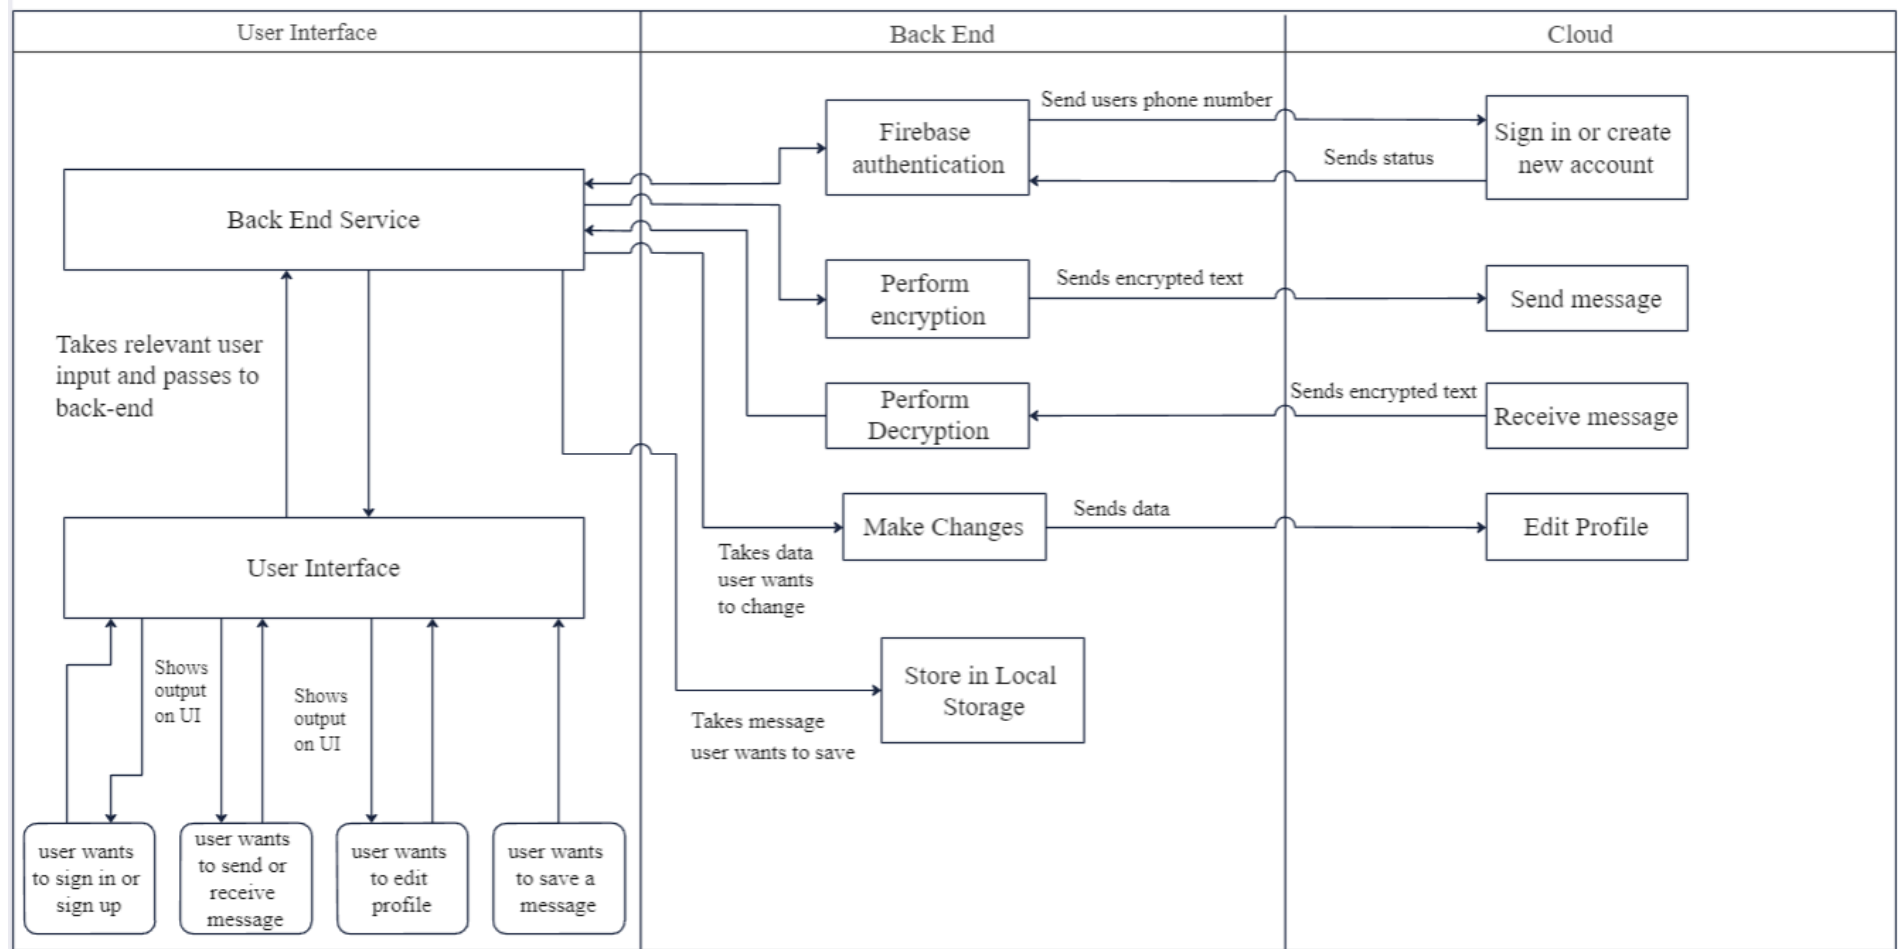 User Interface
Back End
Cloud
Send users phone number
Firebase
authentication
Sign in or create
new account
Sends status
Back End Service
Perform
encryption
Sends encrypted text
Send message
Takes relevant user
input and passes to
back-end
Perform
Decryption
Sends encrypted text
Receive message
Make Changes
Sends data
Edit Profile
Takes data
user wants
to change
User Interface
Shows
output
on UI
Shows
output
on UI
Store in Local
Storage
Takes message
user wants to save
user wants
to sign in or
sign up
user wants
to send or
receive
message
user wants
to edit
profile
user wants
to save a
message